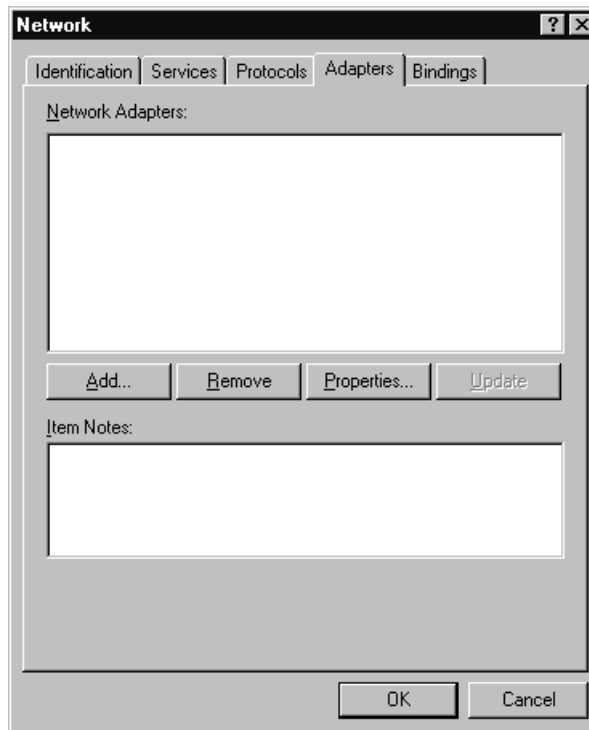 Network
Identification Services Protocols Adapters Bindings
Network Adapters:
Add... Remove Properties... Update
Item Notes:
OK Cancel